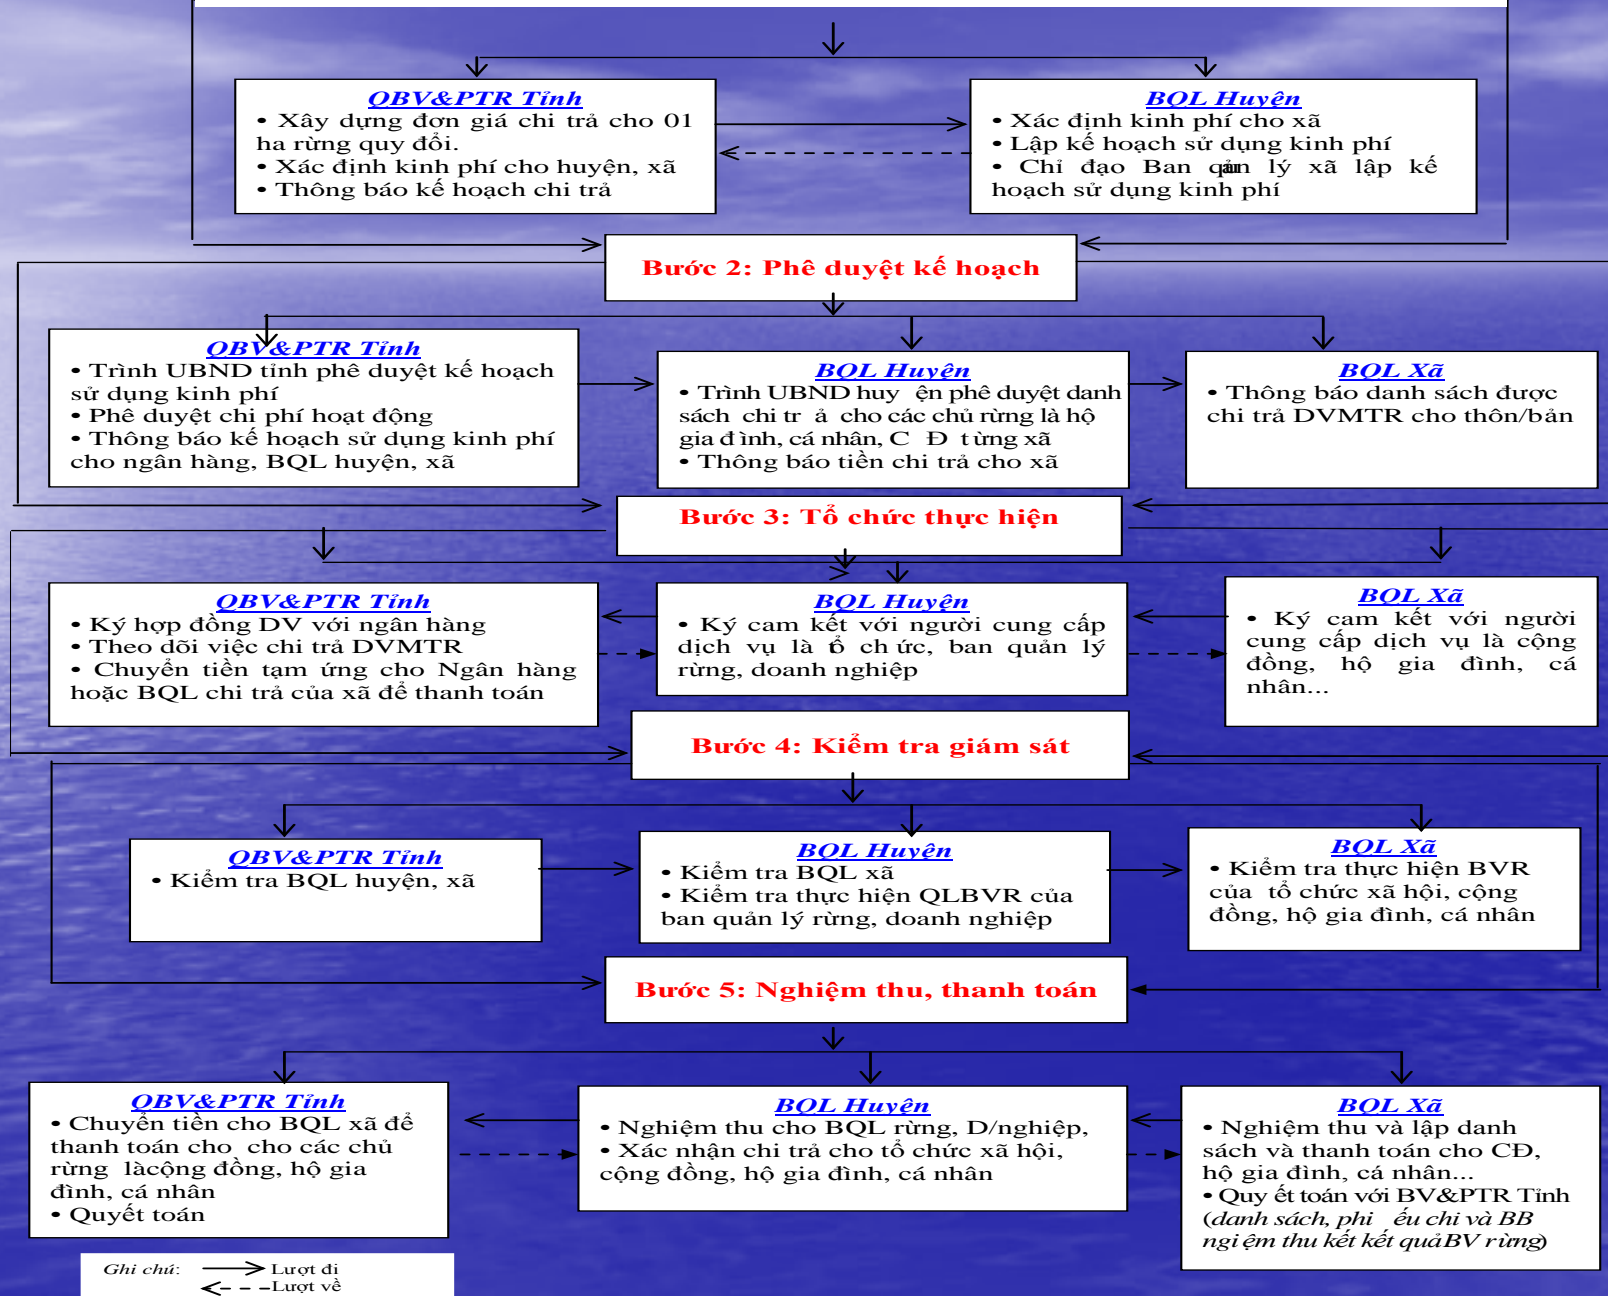 QBV&PTR Tỉnh
• Xây dựng đơn giá chi trả cho 01
ha rừng quy đổi.
• Xác định kinh phí cho huyện, xã
• Thông báo kế hoạch chi trả
BQL Huyện
• Xác định kinh phí cho xã
• Lập kế hoạch sử dụng kinh phí
• Chỉ đạo Ban quản lý xã lập kế
hoạch sử dụng kinh phí
Bước 2: Phê duyệt kế hoạch
QBV&PTR Tỉnh
• Trình UBND tỉnh phê duyệt kế hoạch
sử dụng kinh phí
• Phê duyệt chi phí hoạt động
• Thông báo kế hoạch sử dụng kinh phí
cho ngân hàng, BQL huyện, xã
BQL Huyện
• Trình UBND huy ện phê duyệt danh
sách chi tr ả cho các chủ rừng là hộ
gia đình, cá nhân, C Đ từng xã
• Thông báo tiền chi trả cho xã
BQL Xã
• Thông báo danh sách được
chi trả DVMTR cho thôn/bản
Bước 3: Tổ chức thực hiện
QBV&PTR Tỉnh
• Ký hợp đồng DV với ngân hàng
• Theo dõi việc chi trả DVMTR
• Chuyển tiền tạm ứng cho Ngân hàng
hoặc BQL chi trả của xã để thanh toán
BQL Huyện
• Ký cam kết với người cung cấp
dịch vụ là tổ chức, ban quản lý
rừng, doanh nghiệp
BQL Xã
• Ký cam kết với người
cung cấp dịch vụ là cộng
đồng, hộ gia đình, cá
nhân...
Bước 4: Kiểm tra giám sát
QBV&PTR Tỉnh
• Kiểm tra BQL huyện, xã
BQL Huyện
• Kiểm tra BQL xã
• Kiểm tra thực hiện QLBVR của
ban quản lý rừng, doanh nghiệp
BQL Xã
• Kiểm tra thực hiện BVR
của tổ chức xã hội, cộng
đồng, hộ gia đình, cá nhân
Bước 5: Nghiệm thu, thanh toán
QBV&PTR Tỉnh
• Chuyển tiền cho BQL xã để
thanh toán cho cho các chủ
rừng làcộng đồng, hộ gia
đình, cá nhân
• Quyết toán
BQL Huyện
• Nghiệm thu cho BQL rừng, D/nghiệp,
• Xác nhận chi trả cho tổ chức xã hội,
cộng đồng, hộ gia đình, cá nhân
BQL Xã
• Nghiệm thu và lập danh
sách và thanh toán cho CĐ,
hộ gia đình, cá nhân...
• Quy ết toán với BV&PTR Tỉnh
(danh sách, phi ếu chi và BB
ngiệm thu kết kết quả BV rừng)
Ghi chú: Lượt đi
Lượt về